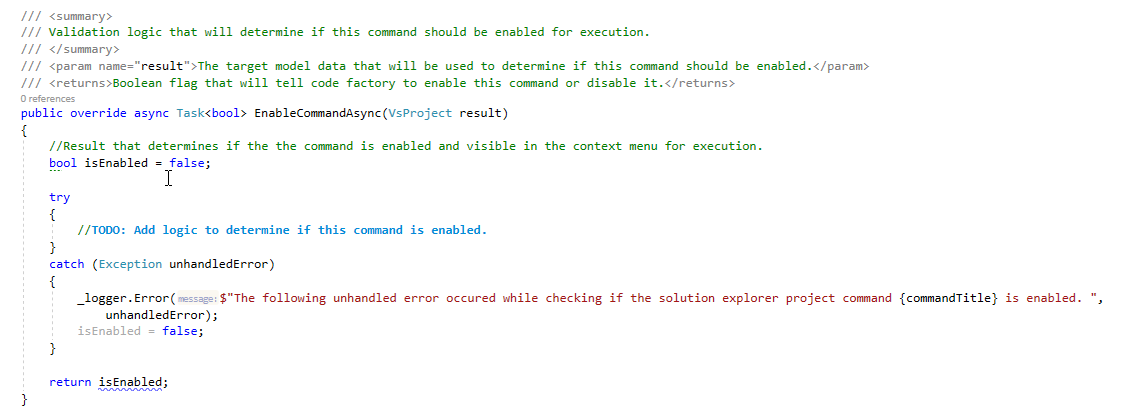 /// <summary>
/// Validation logic that will determine if this command should be enabled for execution.
/// </summary>
/// <param name="result">The target model data that will be used to determine if this command should be enabled.</param>
/// <returns>Boolean flag that will tell code factory to enable this command or disable it.</returns>
0 references
public override async Task<bool> EnableCommandAsync(VsProject result)
{
//Result that determines if the the command is enabled and visible in the context menu for execution.
bool isEnabled = false;
try
{
//TODO: Add logic to determine if this command is enabled.
}
catch (Exception unhandledError)
{
_logger.Error(message:$"The following unhandled error occured while checking if the solution explorer project command {commandTitle} is enabled. ",
unhandledError);
isEnabled = false;
}
return isEnabled;
}